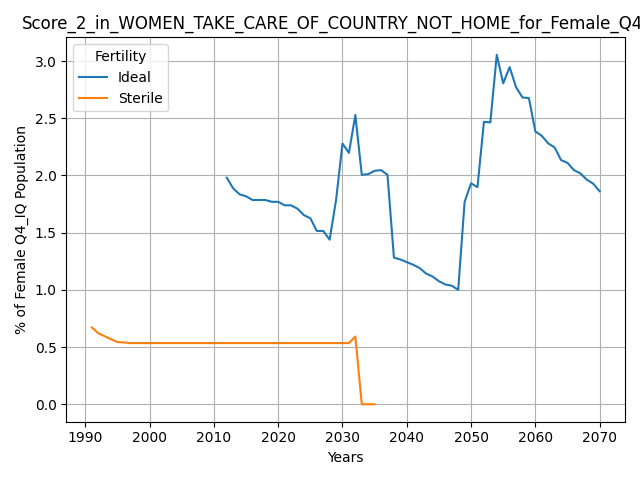 Score_2_in_WOMEN_TAKE_CARE_OF_COUNTRY_NOT_HOME_for_Female_Q4
Fertility
Ideal
Sterile
% of Female Q4_IQ Population
3.0
2.5
2.0
1.5
1.0
0.5
0.0
1990 2000 2010 2020 2030 2040 2050 2060 2070
Years